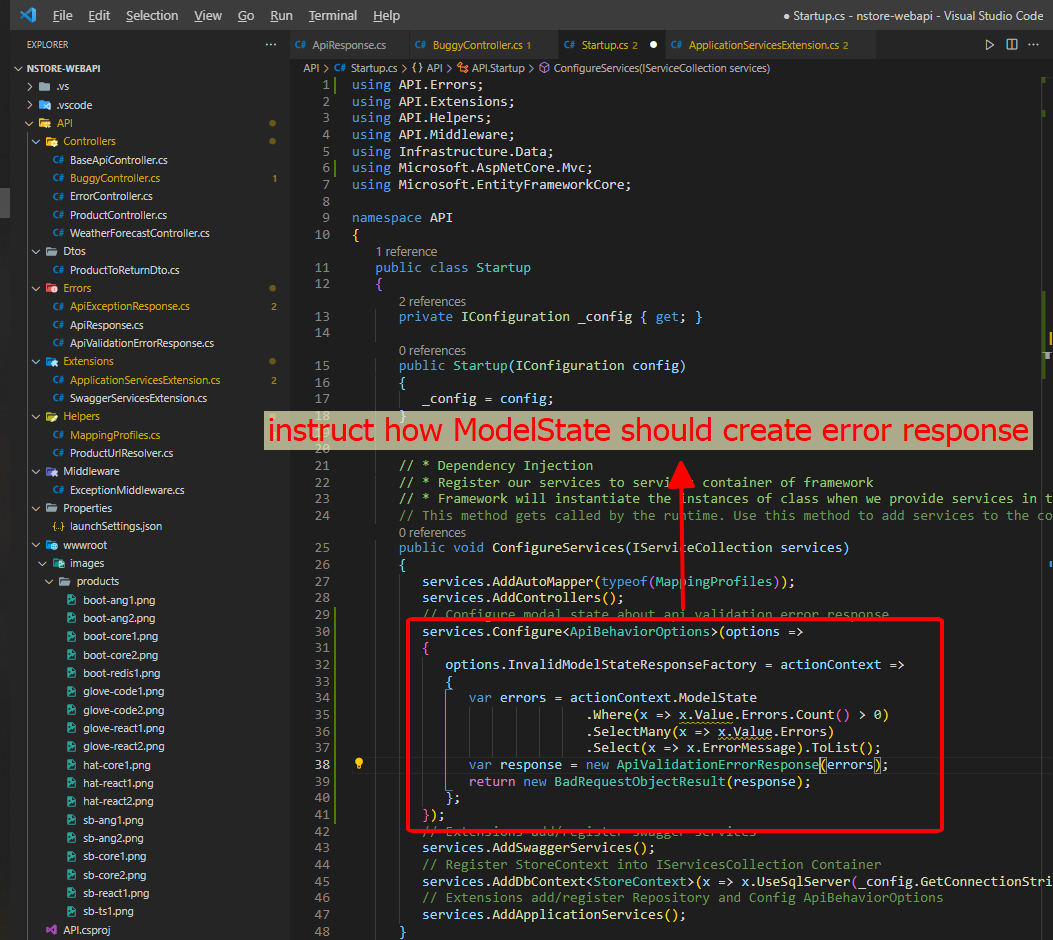 File Edit Selection View Go Run Terminal Help
● Startup.cs - nstore-webapi - Visual Studio Code
EXPLORER ···
C# ApiResponse.cs C# BuggyController.cs 1 C# Startup.cs 2 ● C# ApplicationServicesExtension.cs 2
NSTORE-WEBAPI
.vs
.vscode
API
Controllers
C# BaseApiController.cs
C# BuggyController.cs 1
C# ErrorController.cs
C# ProductController.cs
C# WeatherForecastController.cs
Dtos
C# ProductToReturnDto.cs
Errors
C# ApiExceptionResponse.cs 2
C# ApiResponse.cs
C# ApiValidationErrorResponse.cs
Extensions
C# ApplicationServicesExtension.cs 2
C# SwaggerServicesExtension.cs
Helpers
C# MappingProfiles.cs
C# ProductUrlResolver.cs
Middleware
C# ExceptionMiddleware.cs
Properties
{..} launchSettings.json
wwwroot
images
products
boot-ang1.png
boot-ang2.png
boot-core1.png
boot-core2.png
boot-redis1.png
glove-code1.png
glove-code2.png
glove-react1.png
glove-react2.png
hat-core1.png
hat-react1.png
hat-react2.png
sb-ang1.png
sb-ang2.png
sb-core1.png
sb-core2.png
sb-react1.png
sb-ts1.png
API.csproj
API > C# Startup.cs > {} API > API.Startup > ConfigureServices(IServiceCollection services)
1 using API.Errors;
2 using API.Extensions;
3 using API.Helpers;
4 using API.Middleware;
5 using Infrastructure.Data;
6 using Microsoft.AspNetCore.Mvc;
7 using Microsoft.EntityFrameworkCore;
8
9 namespace API
10 {
1 reference
11 public class Startup
12 {
2 references
13 private IConfiguration _config { get; }
14
0 references
15 public Startup(IConfiguration config)
16 {
17 _config = config;
18 }
instruct how ModelState should create error response
20
21 // * Dependency Injection
22 // * Register our services to service container of framework
23 // * Framework will instantiate the instances of class when we provide services in t
24 // This method gets called by the runtime. Use this method to add services to the co
0 references
25 public void ConfigureServices(IServiceCollection services)
26 {
27 services.AddAutoMapper(typeof(MappingProfiles));
28 services.AddControllers();
29 // Configure modal state about api validation error response
30 services.Configure<ApiBehaviorOptions>(options =>
31 {
32 options.InvalidModelStateResponseFactory = actionContext =>
33 {
34 var errors = actionContext.ModelState
35 .Where(x => x.Value.Errors.Count() > 0)
36 .SelectMany(x => x.Value.Errors)
37 .Select(x => x.ErrorMessage).ToList();
38 var response = new ApiValidationErrorResponse(errors);
39 return new BadRequestObjectResult(response);
40 };
41 });
42 // Extensions add/register swagger services
43 services.AddSwaggerServices();
44 // Register StoreContext into IServicesCollection Container
45 services.AddDbContext<StoreContext>(x => x.UseSqlServer(_config.GetConnectionStri
46 // Extensions add/register Repository and Config ApiBehaviorOptions
47 services.AddApplicationServices();
48 }